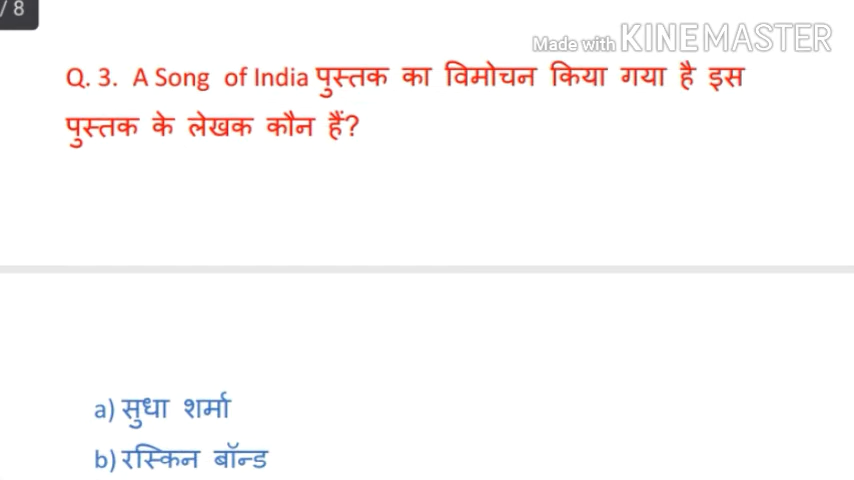 / 8
Made with KINEMASTER
Q. 3. A Song of India पुस्तक का विमोचन किया गया है इस
पुस्तक के लेखक कौन हैं?
a) सुधा शर्मा
b) रस्किन बॉन्ड